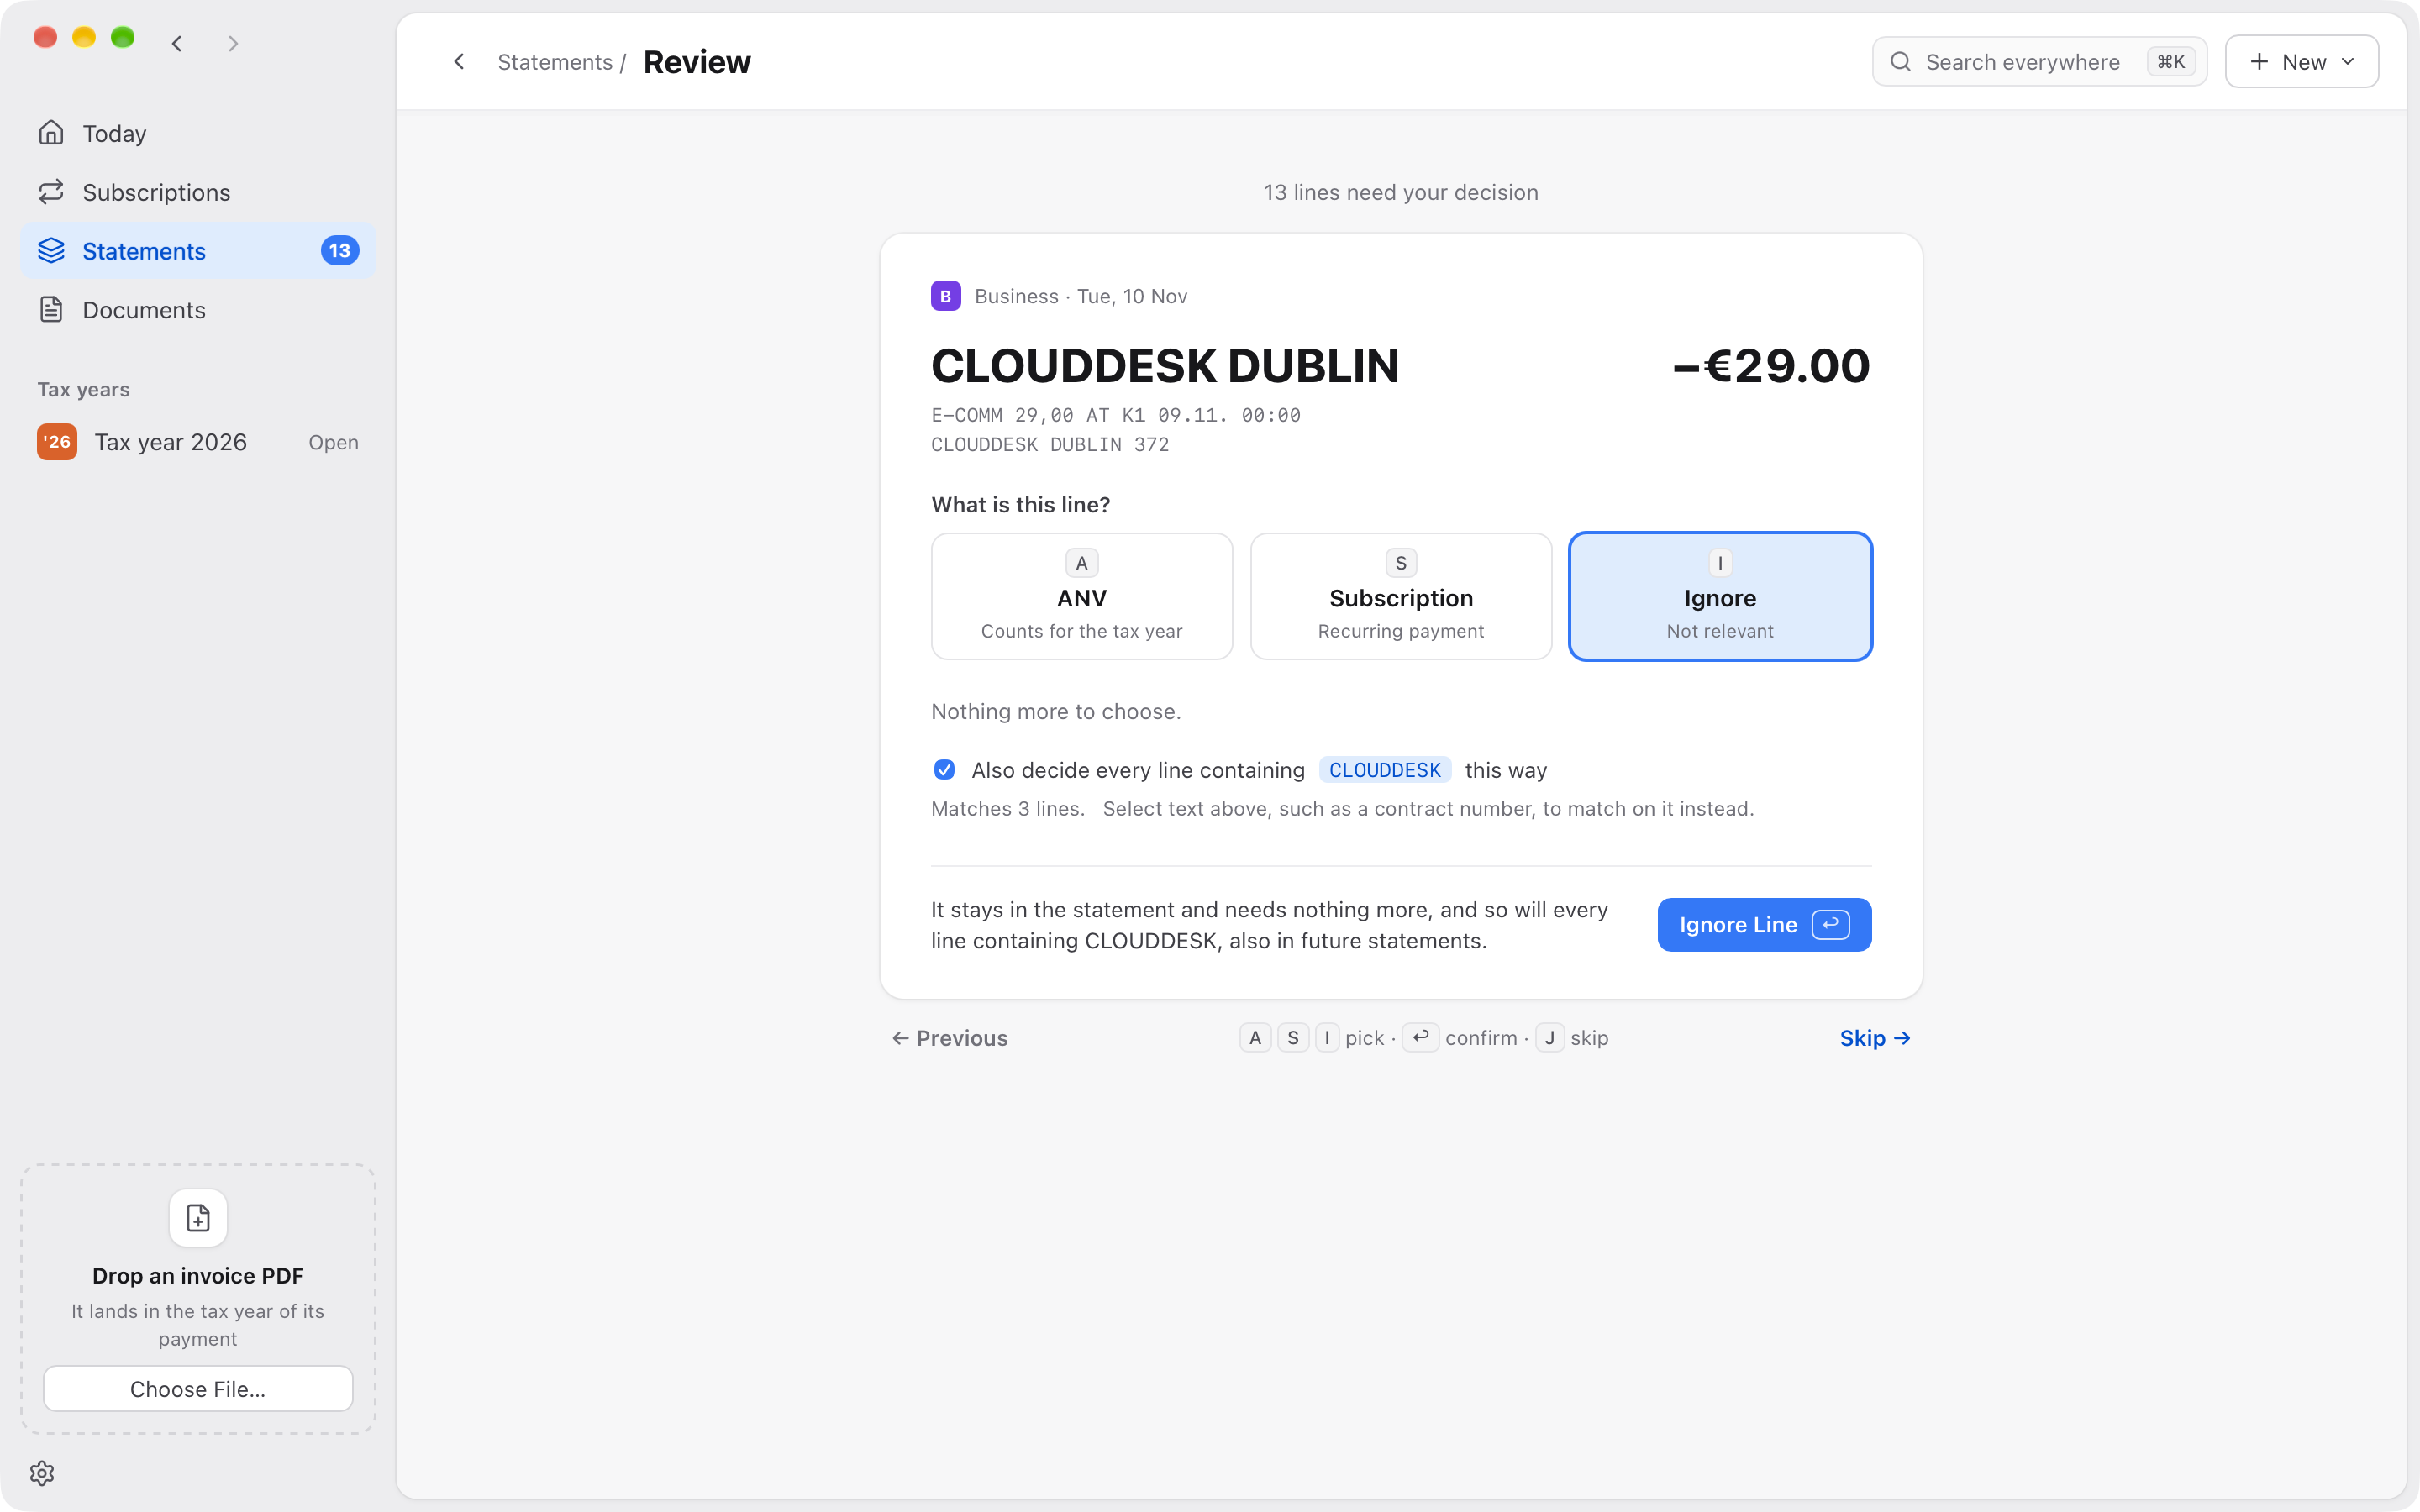 Today
Subscriptions
Statements 13
Documents
Tax years
'26 Tax year 2026 Open
Drop an invoice PDF
It lands in the tax year of its
payment
Choose File...
Statements / Review
Search everywhere ⌘K
+ New
13 lines need your decision
B Business · Tue, 10 Nov
CLOUDDESK DUBLIN −€29.00
E−COMM 29,00 AT K1 09.11. 00:00
CLOUDDESK DUBLIN 372
What is this line?
A
ANV
Counts for the tax year
S
Subscription
Recurring payment
I
Ignore
Not relevant
Nothing more to choose.
Also decide every line containing CLOUDDESK this way
Matches 3 lines. Select text above, such as a contract number, to match on it instead.
It stays in the statement and needs nothing more, and so will every
line containing CLOUDDESK, also in future statements.
Ignore Line ↩
← Previous
A S I pick · ↩ confirm · J skip
Skip →